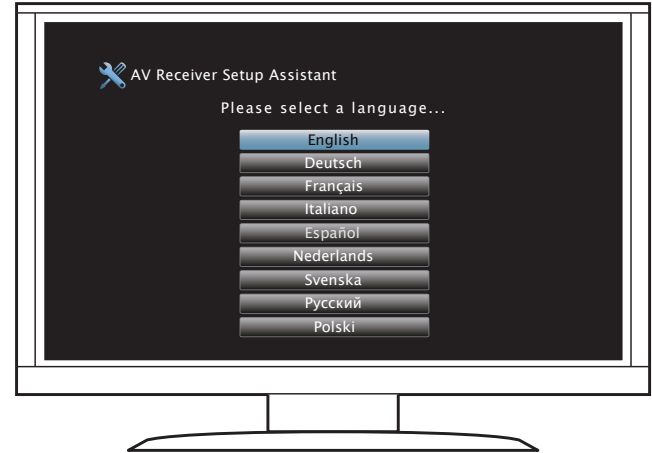 AV Receiver Setup Assistant
Please select a language...
English
Deutsch
Français
Italiano
Español
Nederlands
Svenska
Русский
Polski